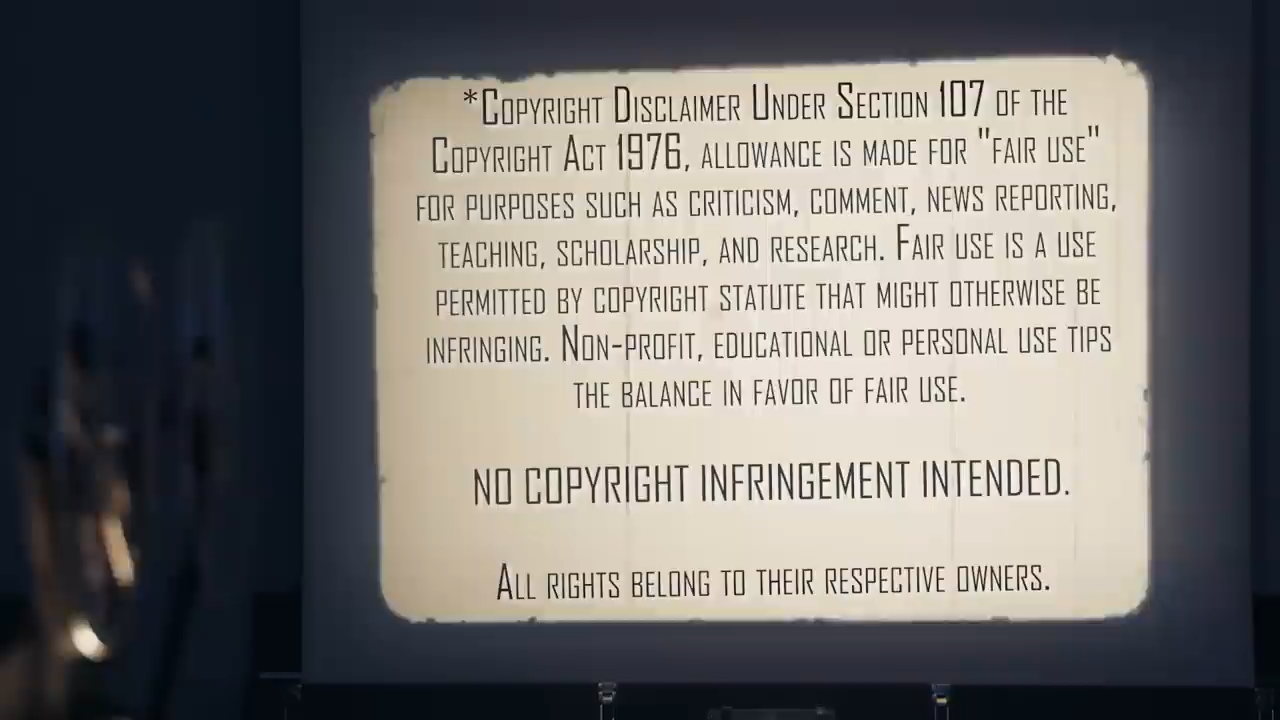 *Copyright Disclaimer Under Section 107 of the
Copyright Act 1976, allowance is made for "fair use"
for purposes such as criticism, comment, news reporting,
teaching, scholarship, and research. Fair use is a use
permitted by copyright statute that might otherwise be
infringing. Non-profit, educational or personal use tips
the balance in favor of fair use.
NO COPYRIGHT INFRINGEMENT INTENDED.
All rights belong to their respective owners.